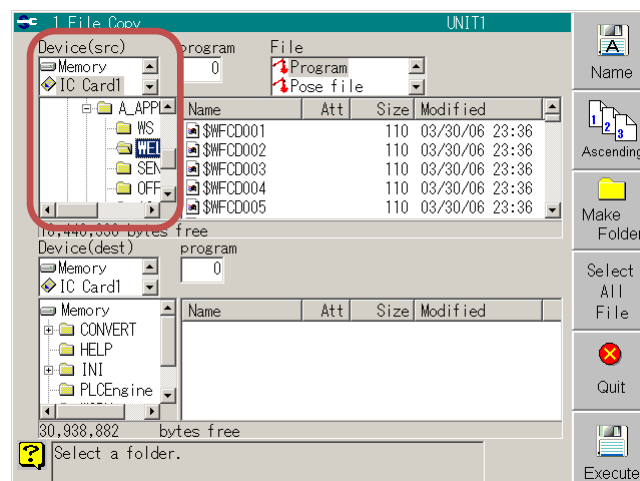 1 File Copy
UNIT1
Device(src)
program
File
Memory
IC Card1
0
Program
Pose file
A_APPL
WS
WEL
SEN
OFF
Name Att Size Modified
$WFCD001 110 03/30/06 23:36
$WFCD002 110 03/30/06 23:36
$WFCD003 110 03/30/06 23:36
$WFCD004 110 03/30/06 23:36
$WFCD005 110 03/30/06 23:36
bytes free
Device(dest)
program
Memory
IC Card1
0
Memory
CONVERT
HELP
INI
PLCEngine
Name Att Size Modified
30,938,882 bytes free
Select a folder.
A
Name
1 2 3
Ascending
Make
Folder
Select
All
File
Quit
Execute